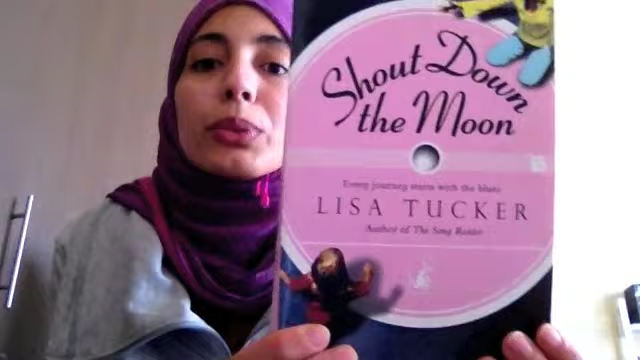 Shout Down
the Moon
Every journey starts with the blues
LISA TUCKER
Author of The Song Reader